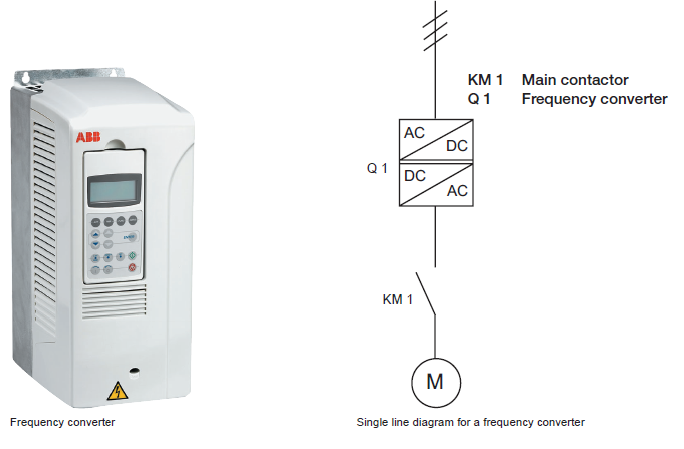 KM 1 Main contactor
Q 1 Frequency converter
ABB
AC
DC
Q 1
DC
AC
KM 1
M
Frequency converter
Single line diagram for a frequency converter